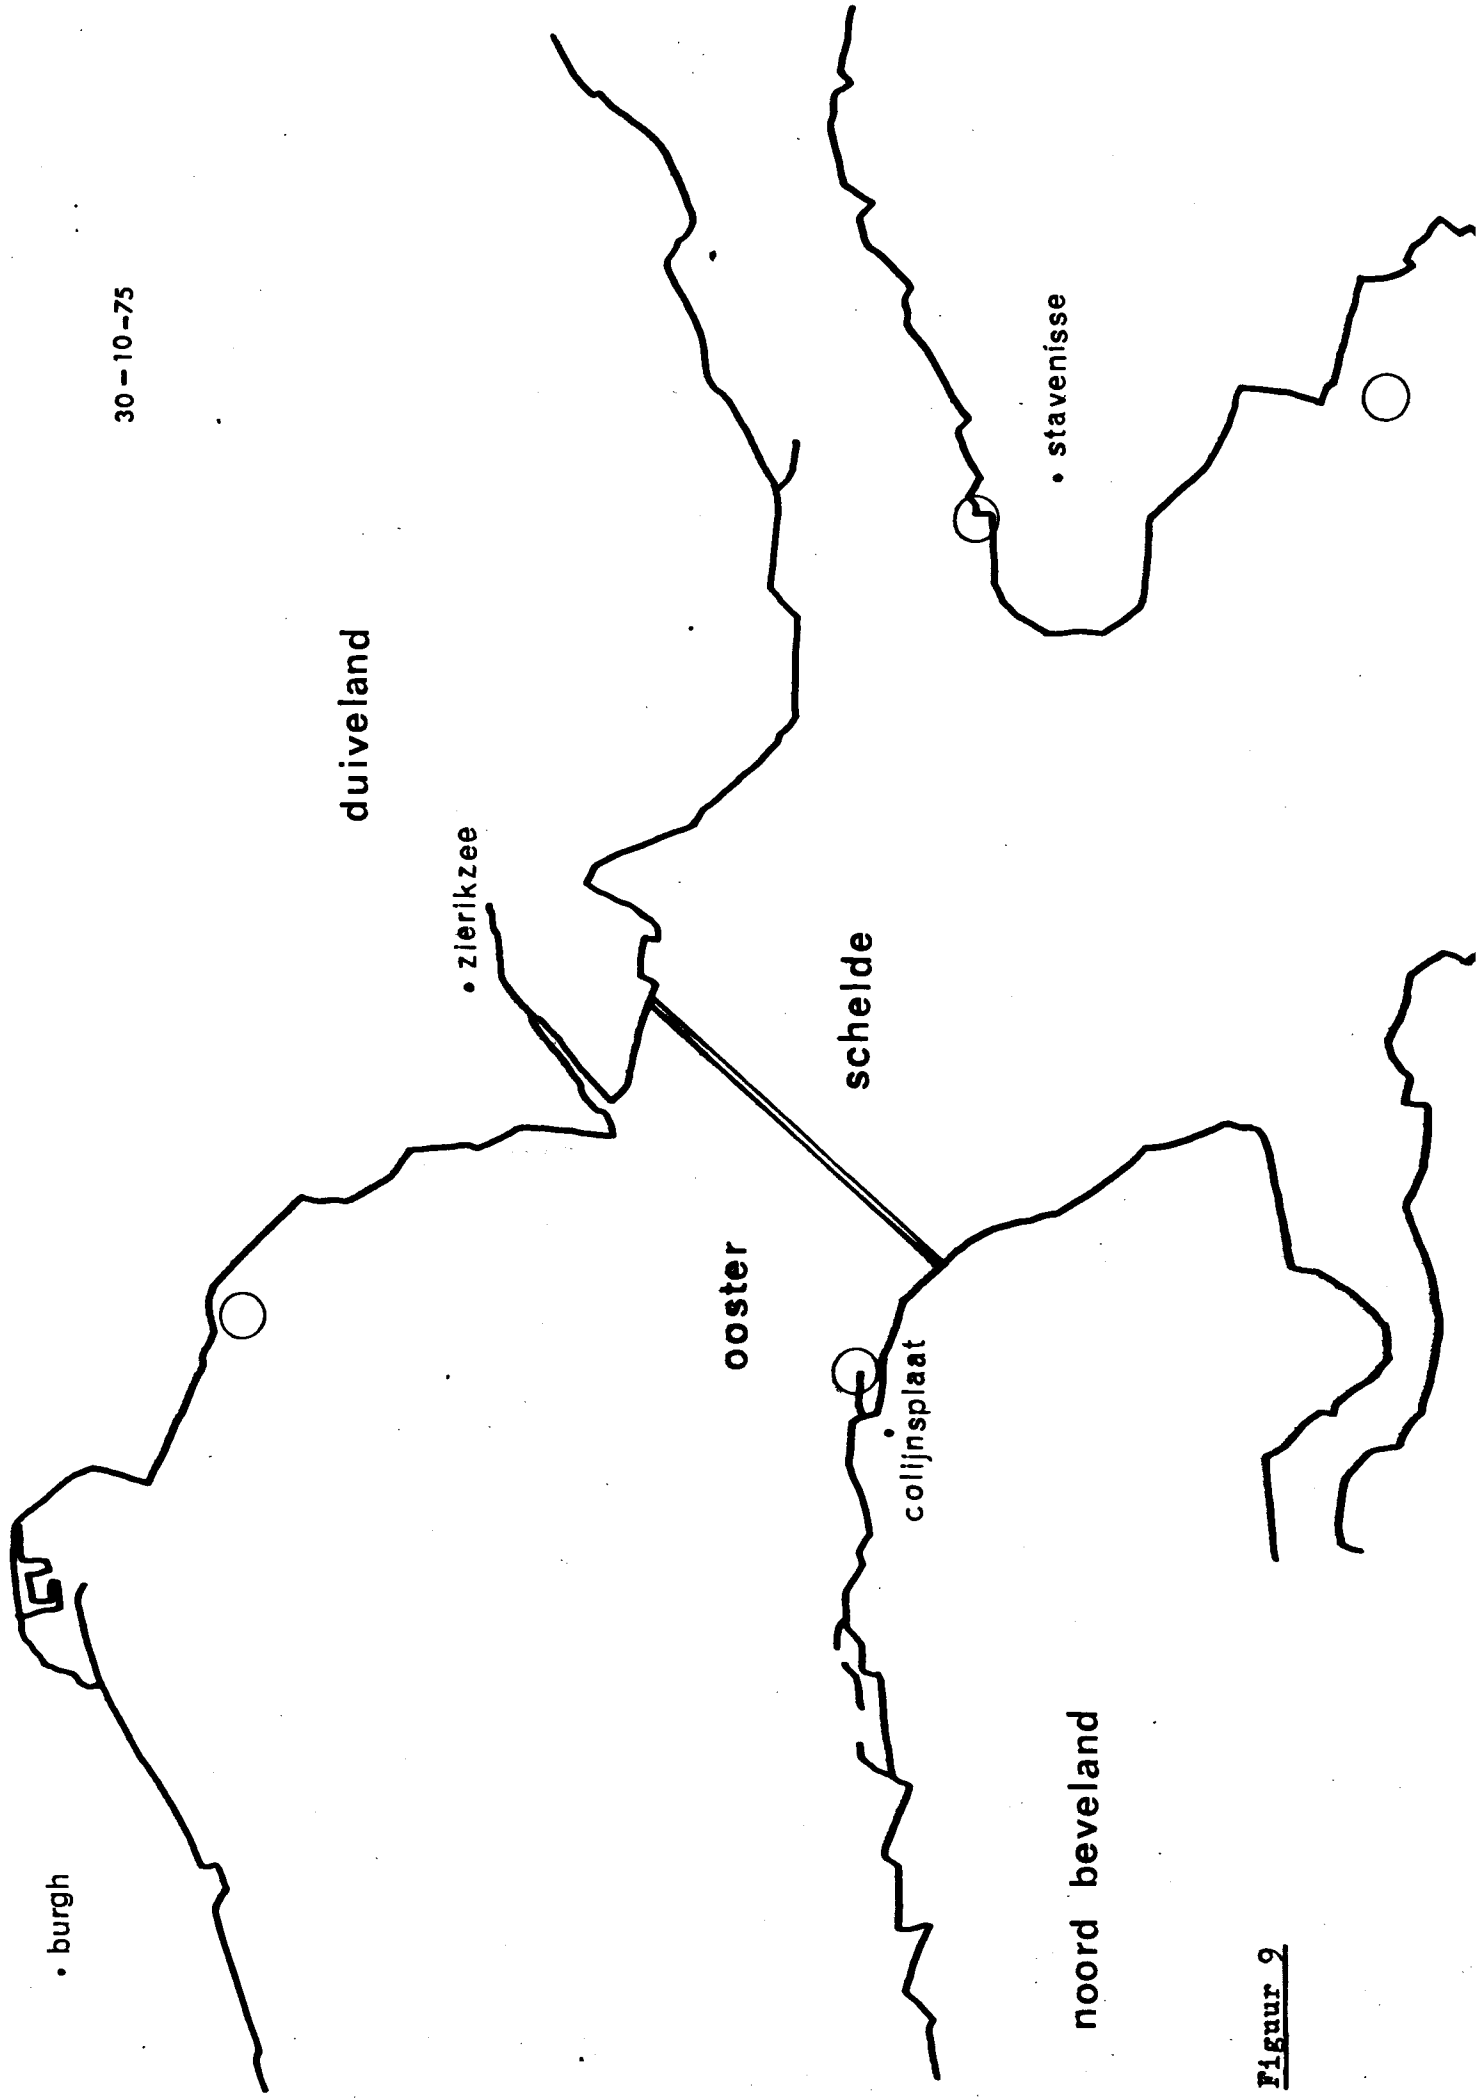 30-10-75
• burgh
duiveland
• zierikzee
ooster
schelde
• stavenisse
colijnsplaat
noord beveland
Figuur 9